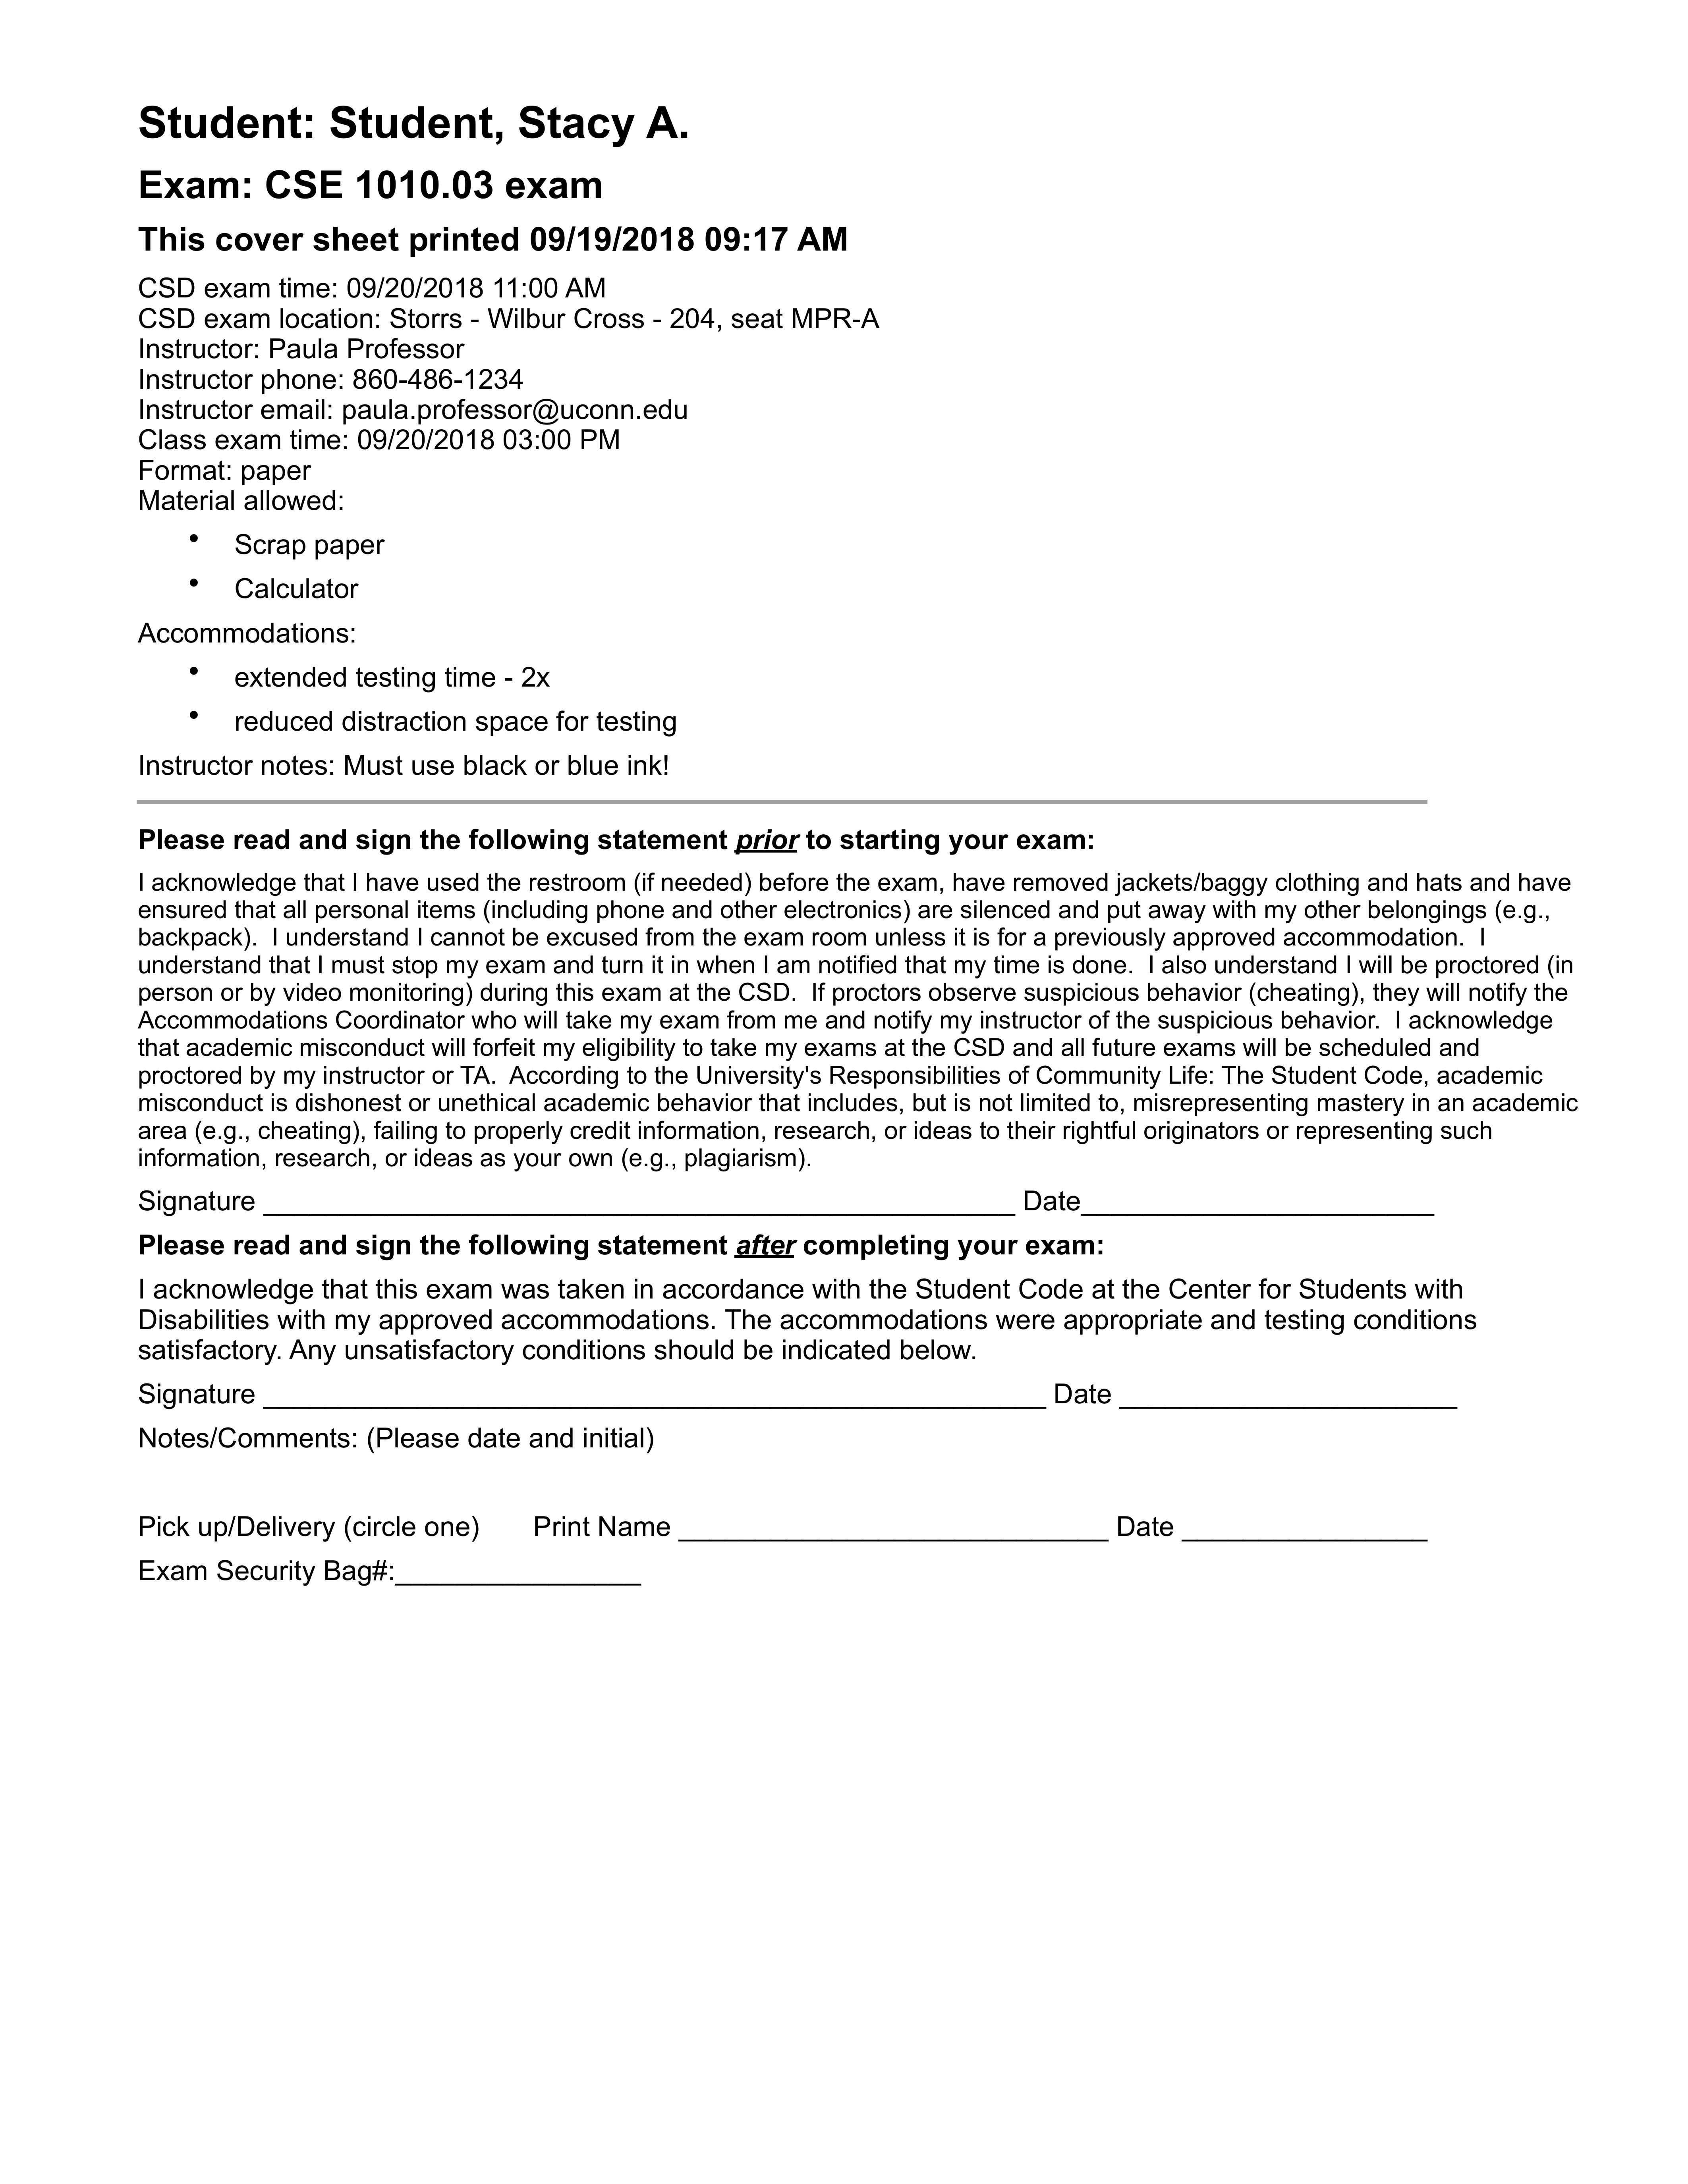 Student: Student, Stacy A.
Exam: CSE 1010.03 exam
This cover sheet printed 09/19/2018 09:17 AM
CSD exam time: 09/20/2018 11:00 AM
CSD exam location: Storrs - Wilbur Cross - 204, seat MPR-A
Instructor: Paula Professor
Instructor phone: 860-486-1234
Instructor email: paula.professor@uconn.edu
Class exam time: 09/20/2018 03:00 PM
Format: paper
Material allowed:
• Scrap paper
• Calculator
Accommodations:
• extended testing time - 2x
• reduced distraction space for testing
Instructor notes: Must use black or blue ink!
Please read and sign the following statement prior to starting your exam:
I acknowledge that I have used the restroom (if needed) before the exam, have removed jackets/baggy clothing and hats and have
ensured that all personal items (including phone and other electronics) are silenced and put away with my other belongings (e.g.,
backpack).  I understand I cannot be excused from the exam room unless it is for a previously approved accommodation.  I
understand that I must stop my exam and turn it in when I am notified that my time is done.  I also understand I will be proctored (in
person or by video monitoring) during this exam at the CSD.  If proctors observe suspicious behavior (cheating), they will notify the
Accommodations Coordinator who will take my exam from me and notify my instructor of the suspicious behavior.  I acknowledge
that academic misconduct will forfeit my eligibility to take my exams at the CSD and all future exams will be scheduled and
proctored by my instructor or TA.  According to the University's Responsibilities of Community Life: The Student Code, academic
misconduct is dishonest or unethical academic behavior that includes, but is not limited to, misrepresenting mastery in an academic
area (e.g., cheating), failing to properly credit information, research, or ideas to their rightful originators or representing such
information, research, or ideas as your own (e.g., plagiarism).
Signature _________________________________________________ Date_______________________
Please read and sign the following statement after completing your exam:
I acknowledge that this exam was taken in accordance with the Student Code at the Center for Students with
Disabilities with my approved accommodations. The accommodations were appropriate and testing conditions
satisfactory. Any unsatisfactory conditions should be indicated below.
Signature ___________________________________________________ Date ______________________
Notes/Comments: (Please date and initial)
Pick up/Delivery (circle one) Print Name ____________________________ Date ________________
Exam Security Bag#:________________